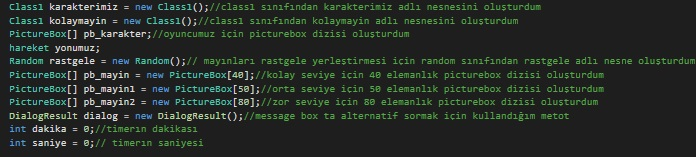 Class1 karakterimiz = new Class1();//class1 sınıfından karakterimiz adlı nesnesini oluşturdum
Class1 kolaymayin = new Class1();//class1 sınıfından kolaymayin adlı nesnesini oluşturdum
PictureBox[] pb_karakter;//oyuncumuz için picturebox dizisi oluşturdum
hareket yonumuz;
Random rastgele = new Random();// mayınları rastgele yerleştirmesi için random sınıfından rastgele adlı nesne oluşturdum
PictureBox[] pb_mayin = new PictureBox[40];//kolay seviye için 40 elemanlık picturebox dizisi oluşturdum
PictureBox[] pb_mayin1 = new PictureBox[50];//orta seviye için 50 elemanlık picturebox dizisi oluşturdum
PictureBox[] pb_mayin2 = new PictureBox[80];//zor seviye için 80 elemanlık picturebox dizisi oluşturdum
DialogResult dialog = new DialogResult();//message box ta alternatif sormak için kullandığım metot
int dakika = 0;//timerın dakikası
int saniye = 0;// timerın saniyesi